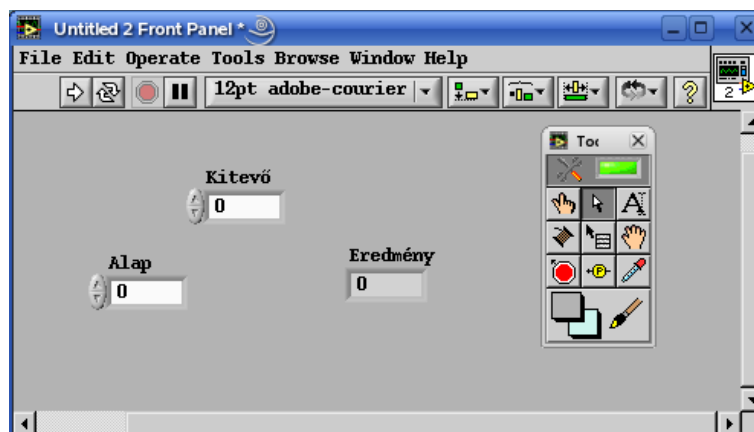 Untitled 2 Front Panel *
File Edit Operate Tools Browse Window Help
12pt adobe-courier
2
Too
Kitevő
0
Alap
0
Eredmény
0
A
P